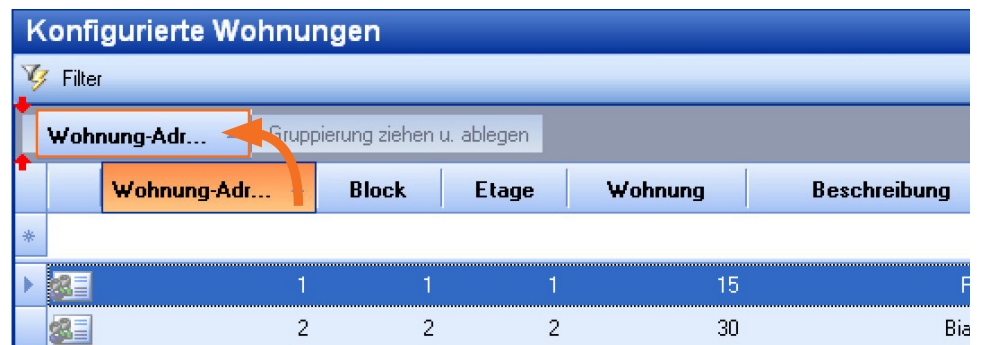 Konfigurierte Wohnungen
Filter
Wohnung-Adr... Gruppierung ziehen u. ablegen
Wohnung-Adr... Block Etage Wohnung Beschreibung
1 1 1 15
2 2 2 30 Bia